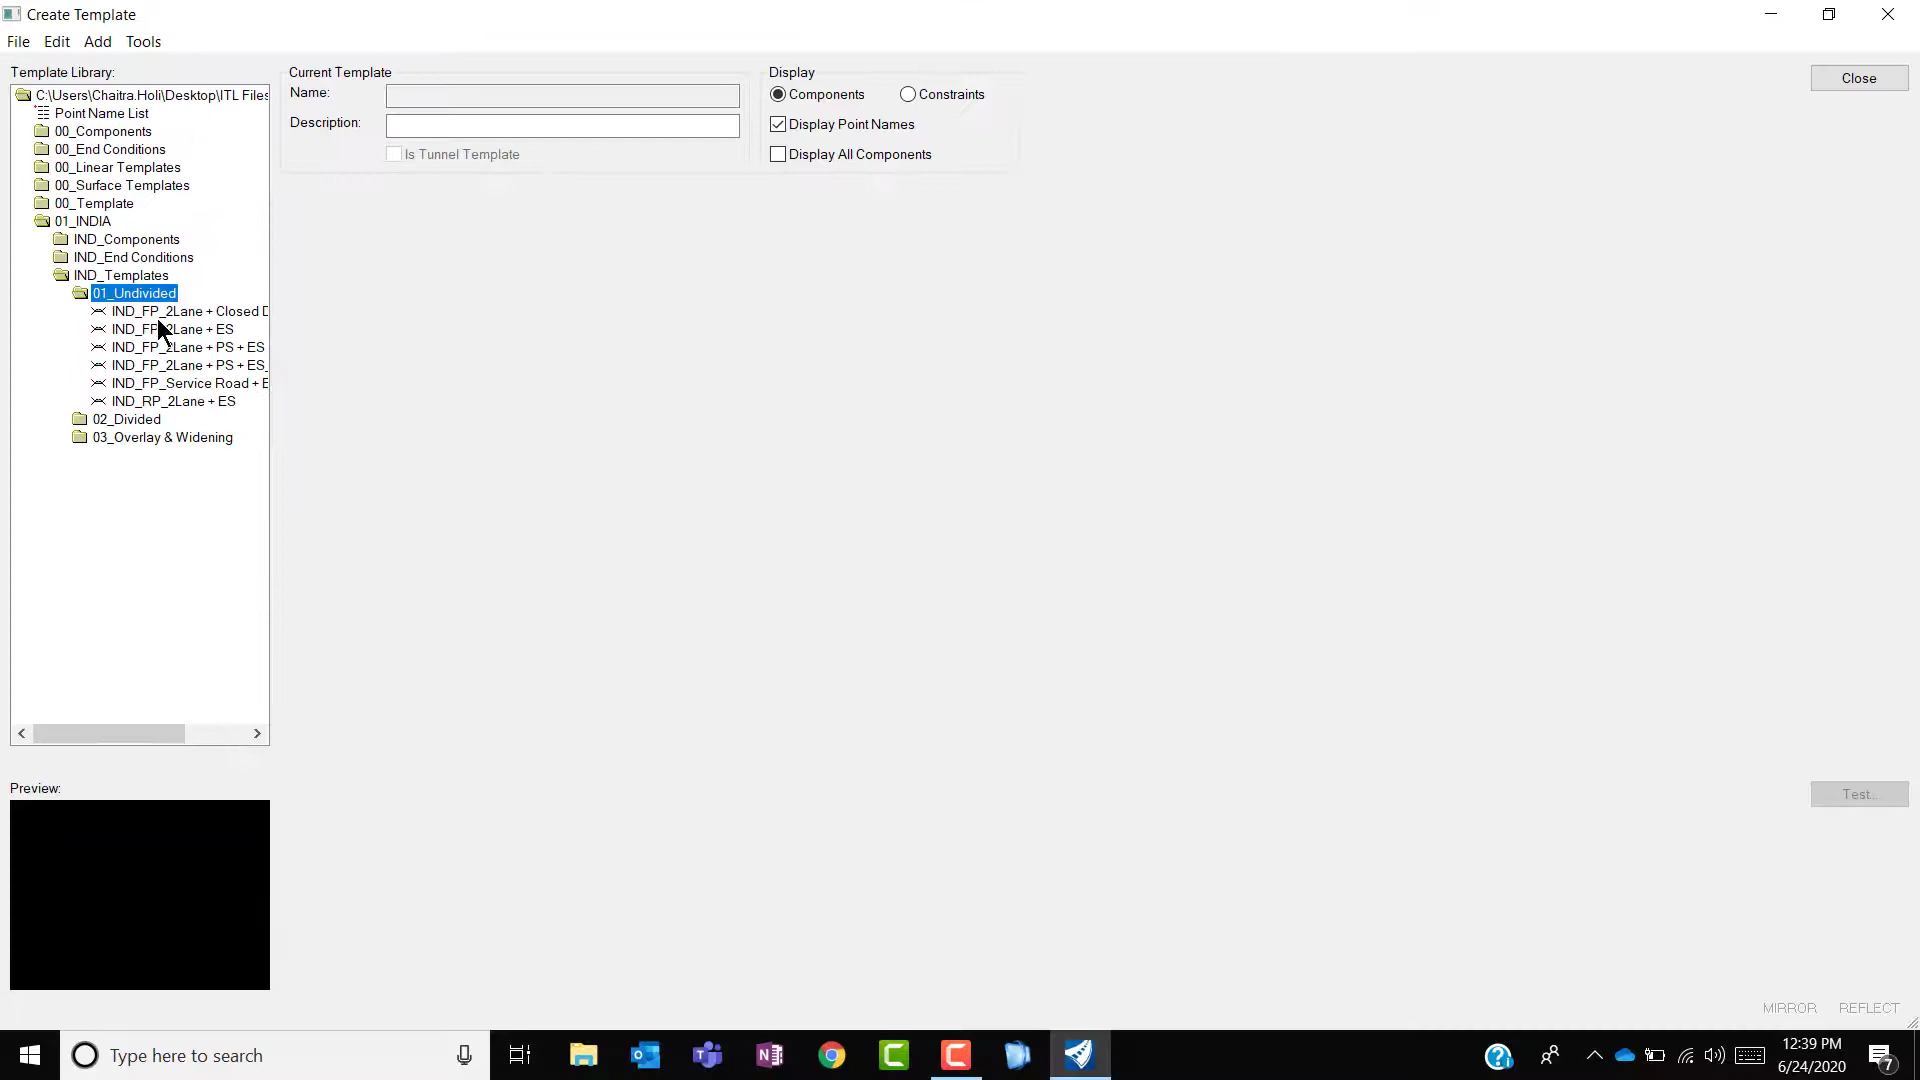 Create Template
File Edit Add Tools
Template Library:
C:\Users\Chaitra.Holi\Desktop\ITL Files
Point Name List
00_Components
00_End Conditions
00_Linear Templates
00_Surface Templates
00_Template
01_INDIA
IND_Components
IND_End Conditions
IND_Templates
01_Undivided
IND_FP_2Lane + Closed D
IND_FP_2Lane + ES
IND_FP_2Lane + PS + ES
IND_FP_2Lane + PS + ES_
IND_FP_Service Road + E
IND_RP_2Lane + ES
02_Divided
03_Overlay & Widening
Preview:
Current Template
Name:
Description:
Is Tunnel Template
Display
Components Constraints
Display Point Names
Display All Components
Close
Test...
MIRROR REFLECT
Type here to search
12:39 PM
6/24/2020
7